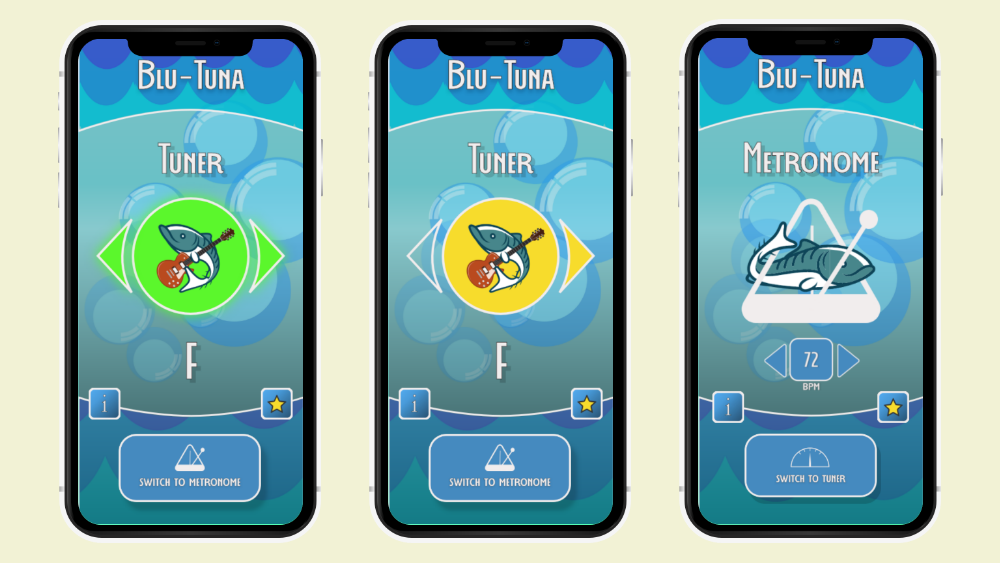 Blu-Tuna
Tuner
F
i
SWITCH TO METRONOME
Blu-Tuna
Tuner
F
i
SWITCH TO METRONOME
Blu-Tuna
Metronome
72
BPM
i
SWITCH TO TUNER